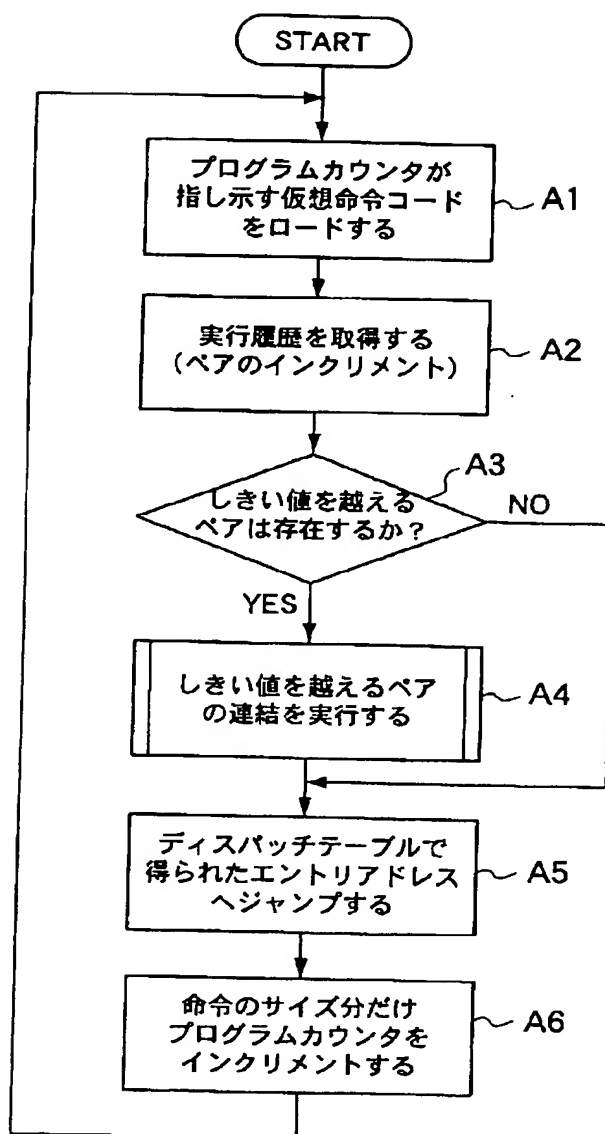 START
プログラムカウンタが
指し示す仮想命令コード
をロードする
A1
実行履歴を取得する
(ペアのインクリメント)
A2
A3
しきい値を越える
ペアは存在するか？
NO
YES
しきい値を越えるペア
の連結を実行する
A4
ディスパッチテーブルで
得られたエントリアドレス
へジャンプする
A5
命令のサイズ分だけ
プログラムカウンタを
インクリメントする
A6